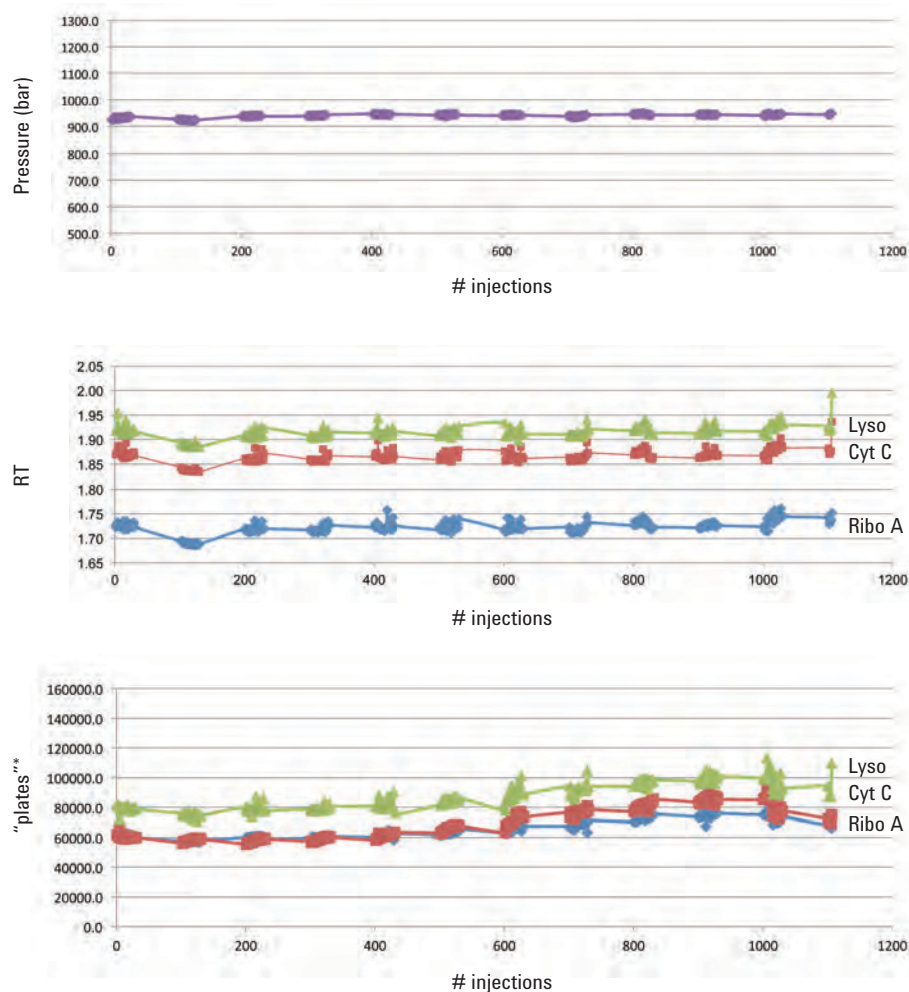 Pressure (bar)
1300.0
1200.0
1100.0
1000.0
900.0
800.0
700.0
600.0
500.0
0 200 400 600 800 1000 1200
# injections
RT
2.05
2.00
1.95
1.90
1.85
1.80
1.75
1.70
1.65
Lyso
Cyt C
Ribo A
0 200 400 600 800 1000 1200
# injections
"plates"*
160000.0
140000.0
120000.0
100000.0
80000.0
60000.0
40000.0
20000.0
0.0
Lyso
Cyt C
Ribo A
0 200 400 600 800 1000 1200
# injections